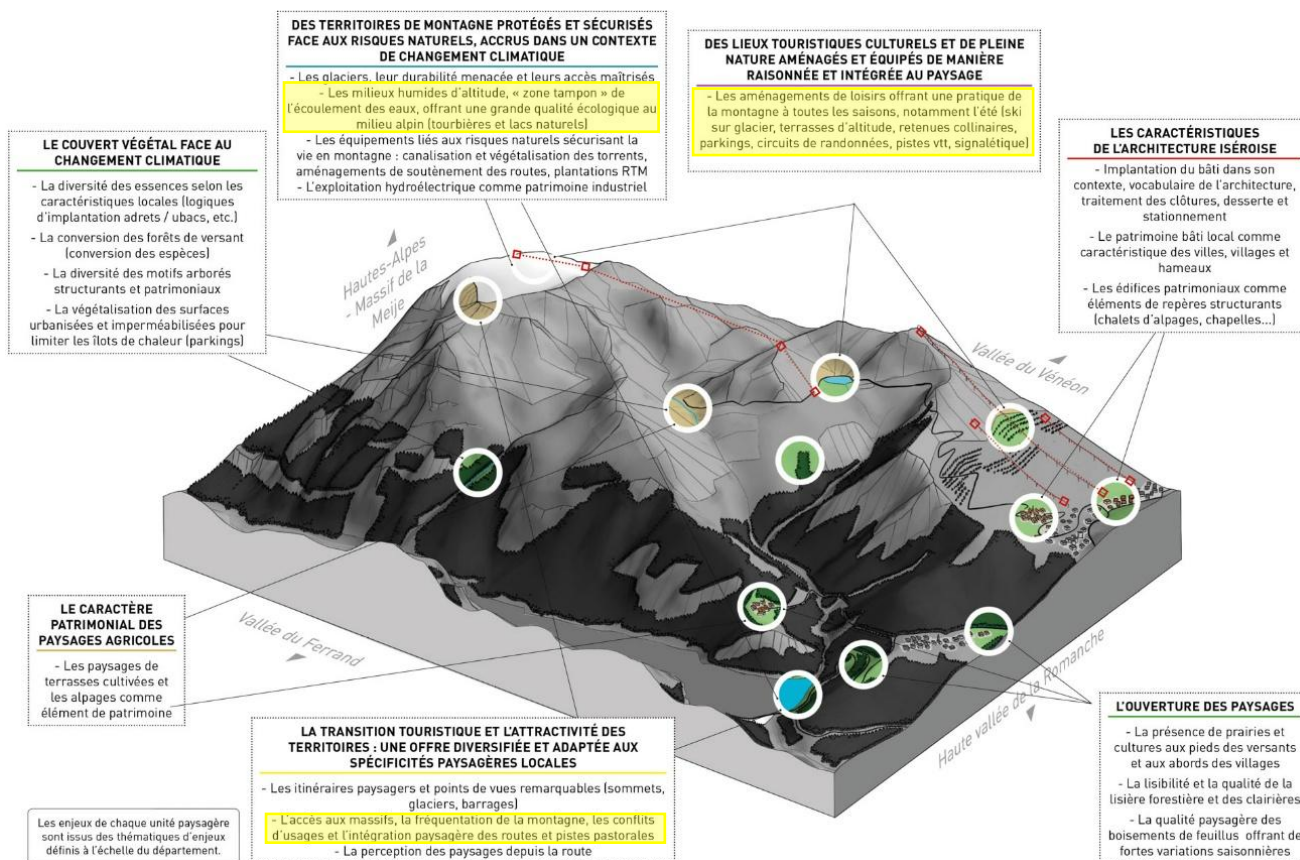 DES TERRITOIRES DE MONTAGNE PROTÉGÉS ET SÉCURISÉS
FACE AUX RISQUES NATURELS, ACCRUS DANS UN CONTEXTE
DE CHANGEMENT CLIMATIQUE
- Les glaciers, leur durabilité menacée et leurs accès maîtrisés
- Les milieux humides d'altitude, « zone tampon » de
l'écoulement des eaux, offrant une grande qualité écologique au
milieu alpin (tourbières et lacs naturels)
- Les équipements liés aux risques naturels sécurisant la
vie en montagne : canalisation et végétalisation des torrents,
aménagements de soutènement des routes, plantations RTM
- L'exploitation hydroélectrique comme patrimoine industriel
DES LIEUX TOURISTIQUES CULTURELS ET DE PLEINE
NATURE AMÉNAGÉS ET ÉQUIPÉS DE MANIÈRE
RAISONNÉE ET INTÉGRÉE AU PAYSAGE
- Les aménagements de loisirs offrant une pratique de
la montagne à toutes les saisons, notamment l'été (ski
sur glacier, terrasses d'altitude, retenues collinaires,
parkings, circuits de randonnées, pistes vtt, signalétique)
LE COUVERT VÉGÉTAL FACE AU
CHANGEMENT CLIMATIQUE
- La diversité des essences selon les
caractéristiques locales (logiques
d'implantation adrets / ubacs, etc.)
- La conversion des forêts de versant
(conversion des espèces)
- La diversité des motifs arborés
structurants et patrimoniaux
- La végétalisation des surfaces
urbanisées et imperméabilisées pour
limiter les îlots de chaleur (parkings)
LES CARACTÉRISTIQUES
DE L'ARCHITECTURE ISÉROISE
- Implantation du bâti dans son
contexte, vocabulaire de l'architecture,
traitement des clôtures, desserte et
stationnement
- Le patrimoine bâti local comme
caractéristique des villes, villages et
hameaux
- Les édifices patrimoniaux comme
éléments de repères structurants
(chalets d'alpages, chapelles...)
Hautes-Alpes
- Massif de la
Meije
Vallée du Vénéon
Vallée du Ferrand
Haute vallée de la Romanche
LE CARACTÈRE
PATRIMONIAL DES
PAYSAGES AGRICOLES
- Les paysages de
terrasses cultivées et
les alpages comme
élément de patrimoine
LA TRANSITION TOURISTIQUE ET L'ATTRACTIVITÉ DES
TERRITOIRES : UNE OFFRE DIVERSIFIÉE ET ADAPTÉE AUX
SPÉCIFICITÉS PAYSAGÈRES LOCALES
- Les itinéraires paysagers et points de vues remarquables (sommets,
glaciers, barrages)
- L'accès aux massifs, la fréquentation de la montagne, les conflits
d'usages et l'intégration paysagère des routes et pistes pastorales
- La perception des paysages depuis la route
L'OUVERTURE DES PAYSAGES
- La présence de prairies et
cultures aux pieds des versants
et aux abords des villages
- La lisibilité et la qualité de la
lisière forestière et des clairières
- La qualité paysagère des
boisements de feuillus offrant de
fortes variations saisonnières
Les enjeux de chaque unité paysagère
sont issus des thématiques d'enjeux
définis à l'échelle du département.